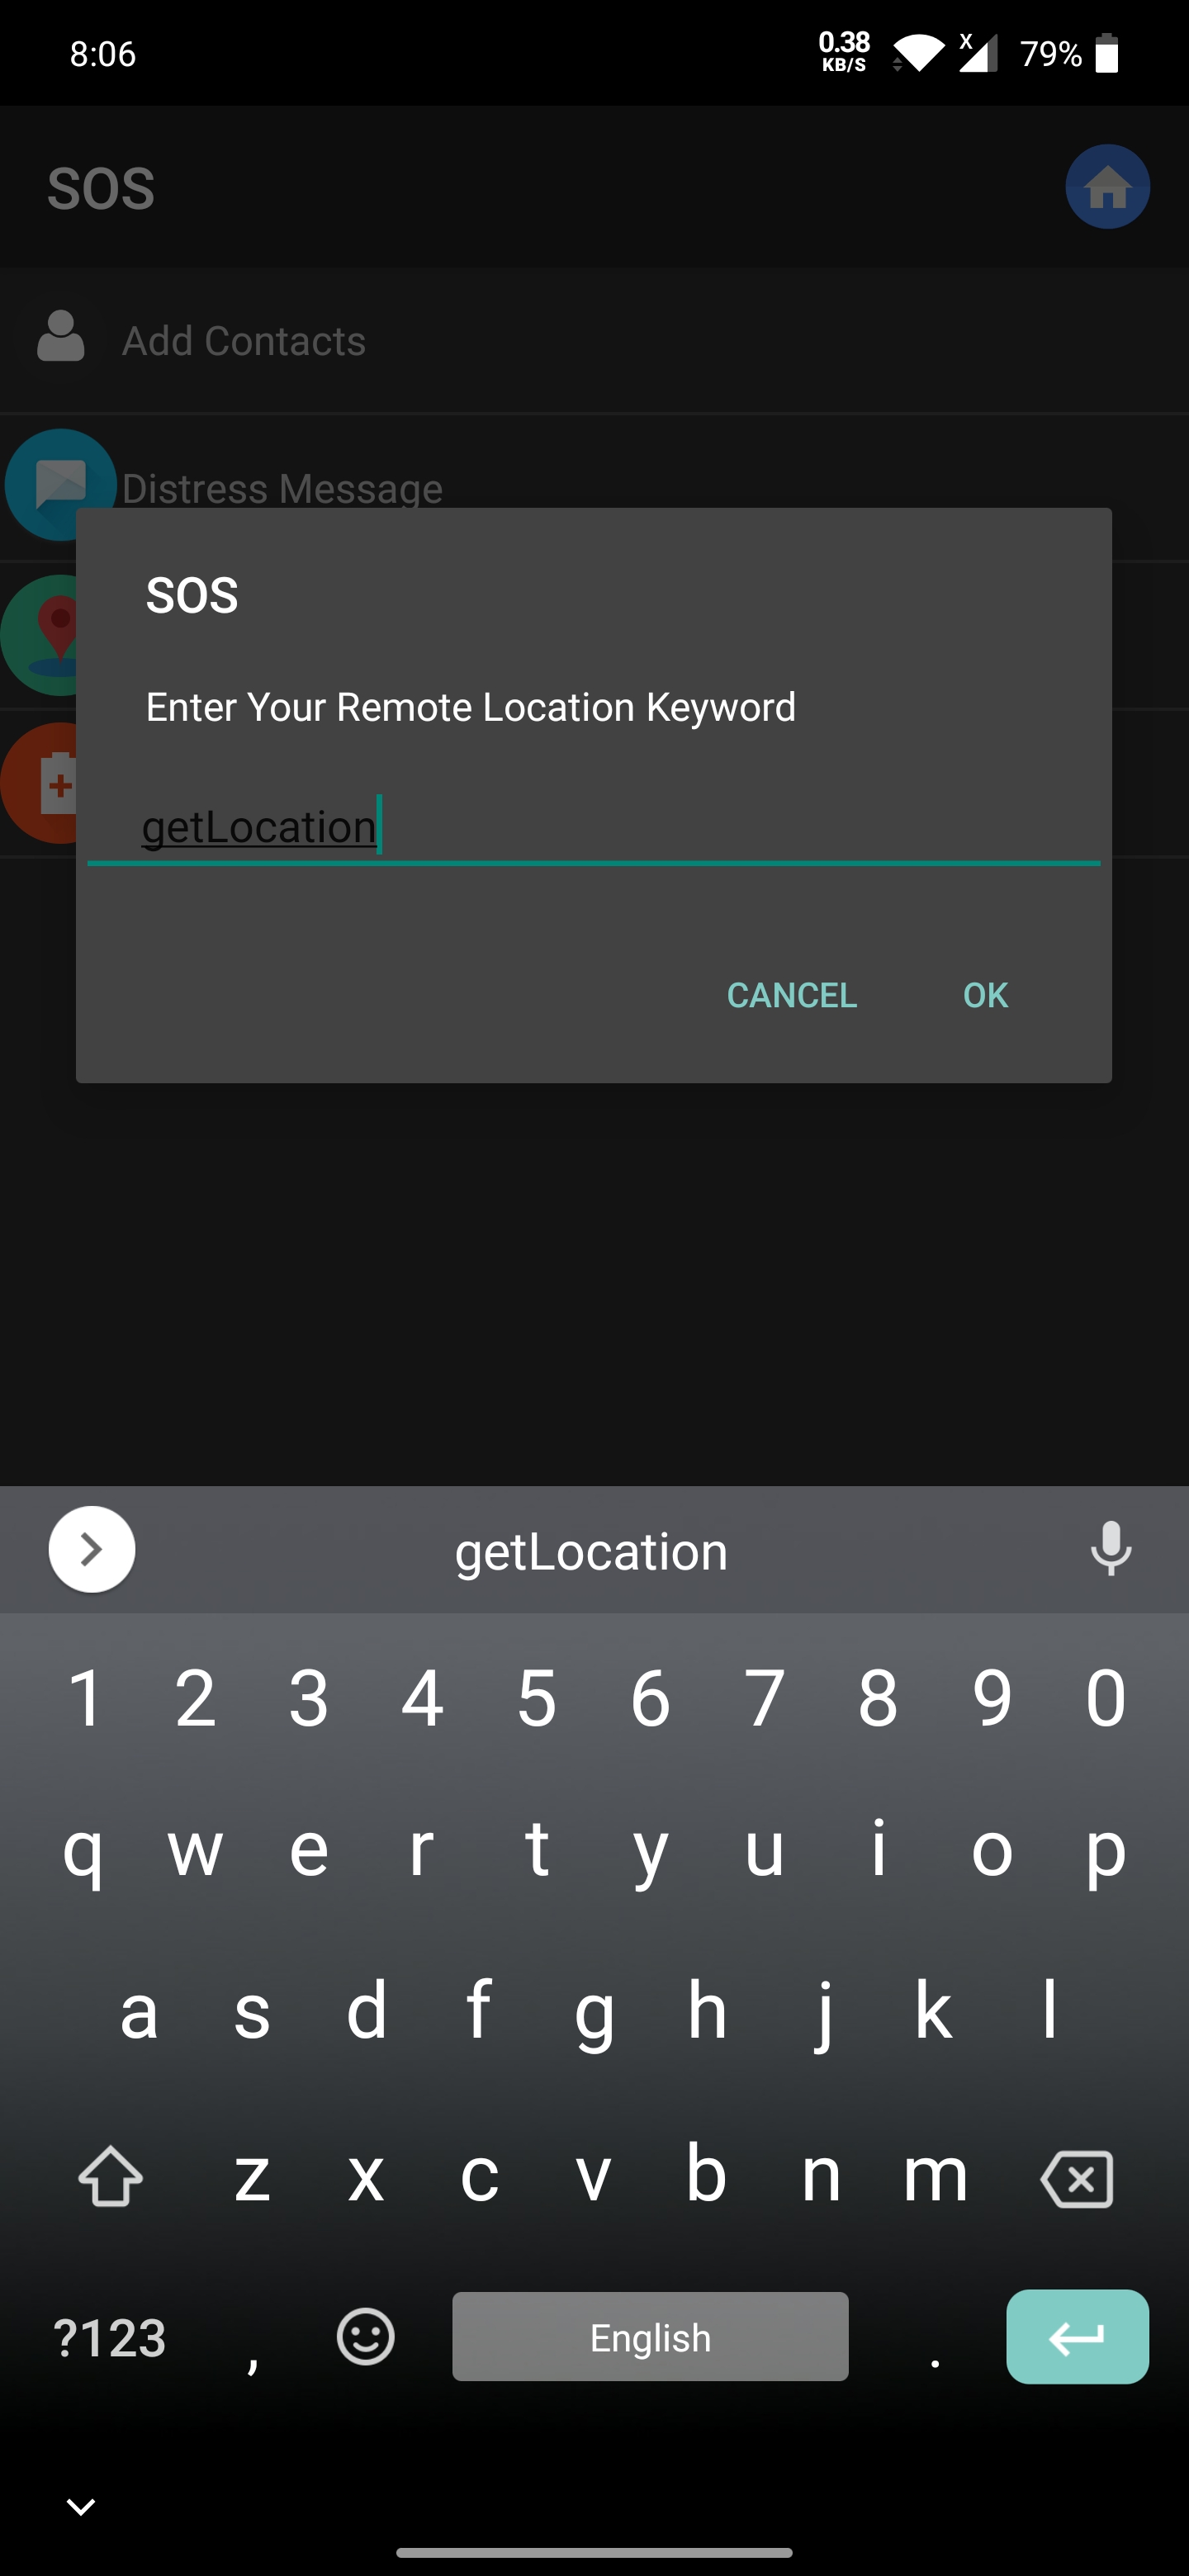 8:06
0.38
KB/S
X
79%
SOS
Add Contacts
Distress Message
SOS
Enter Your Remote Location Keyword
getLocation
CANCEL
OK
getLocation
1 2 3 4 5 6 7 8 9 0
q w e r t y u i o p
a s d f g h j k l
z x c v b n m
?123 , English .